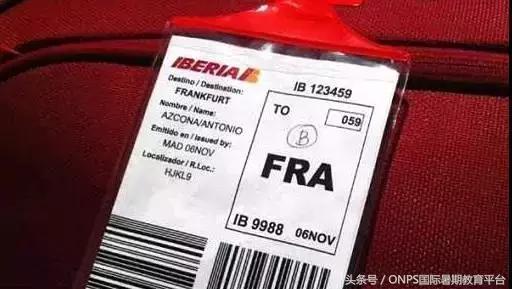 IBERIA
IB 123459
Destino / Destination:
FRANKFURT
Nombre / Name:
AZCONA/ANTONIO
Emitido en / Issued by:
MAD 06NOV
Localizador / R.Loc.:
HJKL9
TO
059
B
FRA
IB 9988 06NOV
头条号 / ONPS国际暑期教育平台